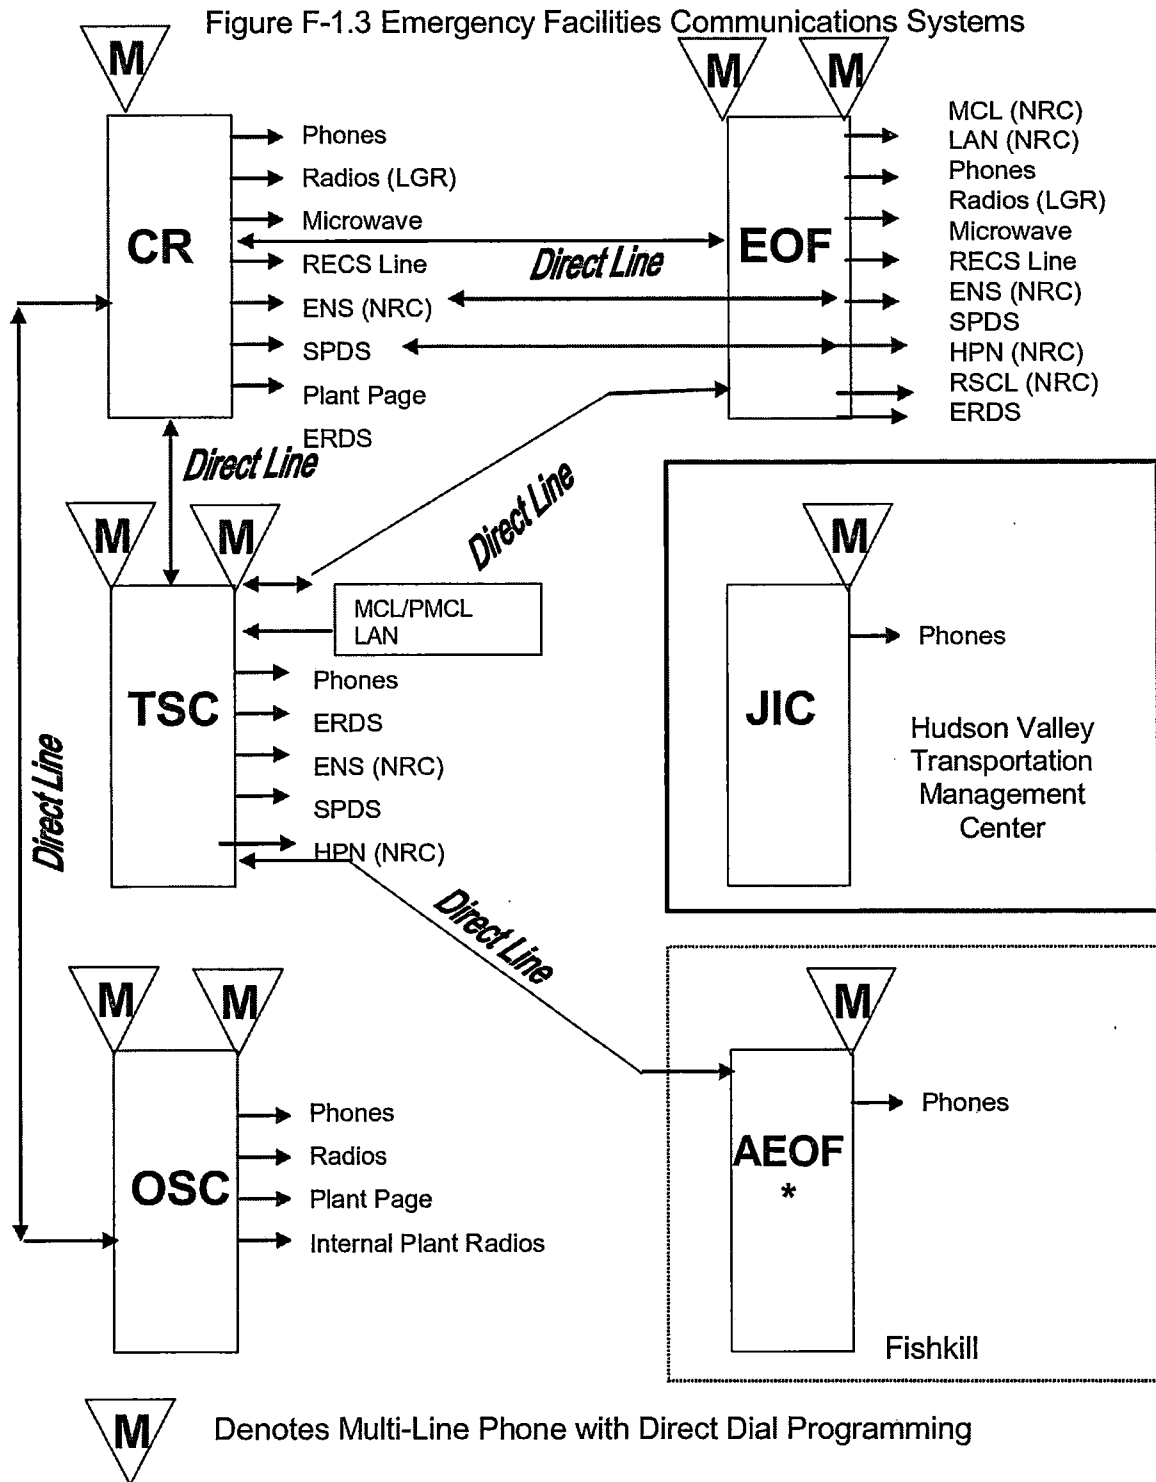 Figure F-1.3 Emergency Facilities Communications Systems
M
M
M
CR
Phones
Radios (LGR)
Microwave
RECS Line
ENS (NRC)
SPDS
Plant Page
ERDS
Direct Line
EOF
MCL (NRC)
LAN (NRC)
Phones
Radios (LGR)
Microwave
RECS Line
ENS (NRC)
SPDS
HPN (NRC)
RSCL (NRC)
ERDS
Direct Line
Direct Line
Direct Line
M
M
TSC
MCL/PMCL
LAN
Phones
ERDS
ENS (NRC)
SPDS
HPN (NRC)
Direct Line
M
JIC
Phones
Hudson Valley
Transportation
Management
Center
M
M
OSC
Phones
Radios
Plant Page
Internal Plant Radios
M
AEOF
*
Phones
Fishkill
M
Denotes Multi-Line Phone with Direct Dial Programming